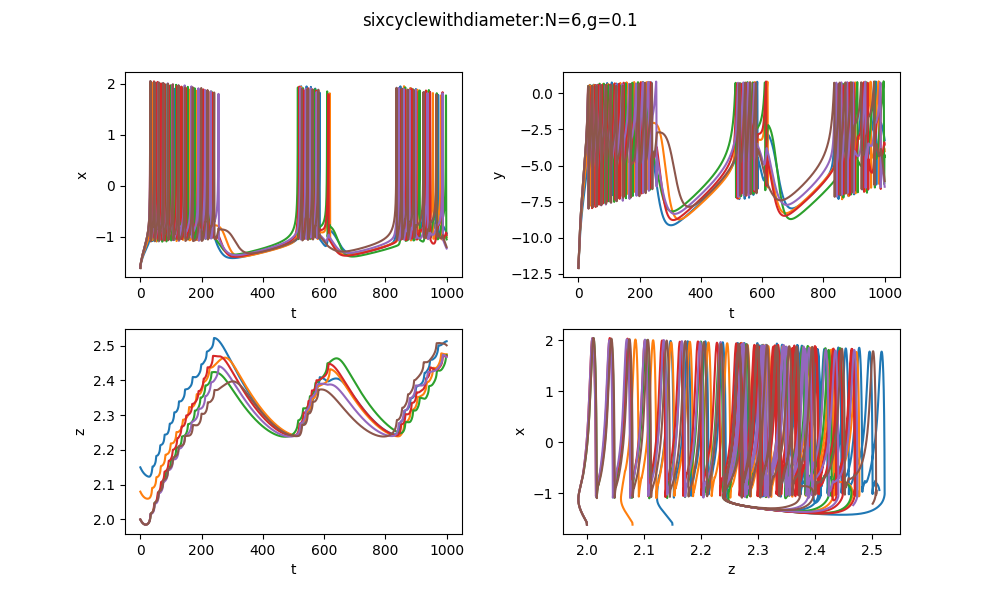 sixcyclewithdiameter:N=6,g=0.1
2
1
0
−1
x
0 200 400 600 800 1000
t
0.0
−2.5
−5.0
−7.5
−10.0
−12.5
y
0 200 400 600 800 1000
t
2.5
2.4
2.3
2.2
2.1
2.0
z
0 200 400 600 800 1000
t
2
1
0
−1
x
2.0 2.1 2.2 2.3 2.4 2.5
z